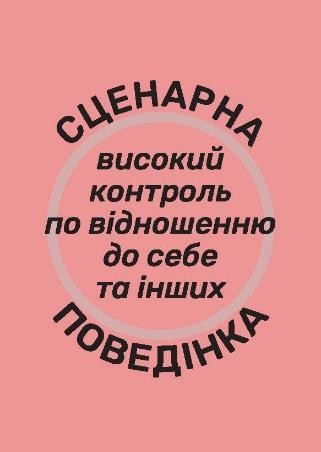 СЦЕНАРНА
високий
контроль
по відношенню
до себе
та інших
ПОВЕДІНКА